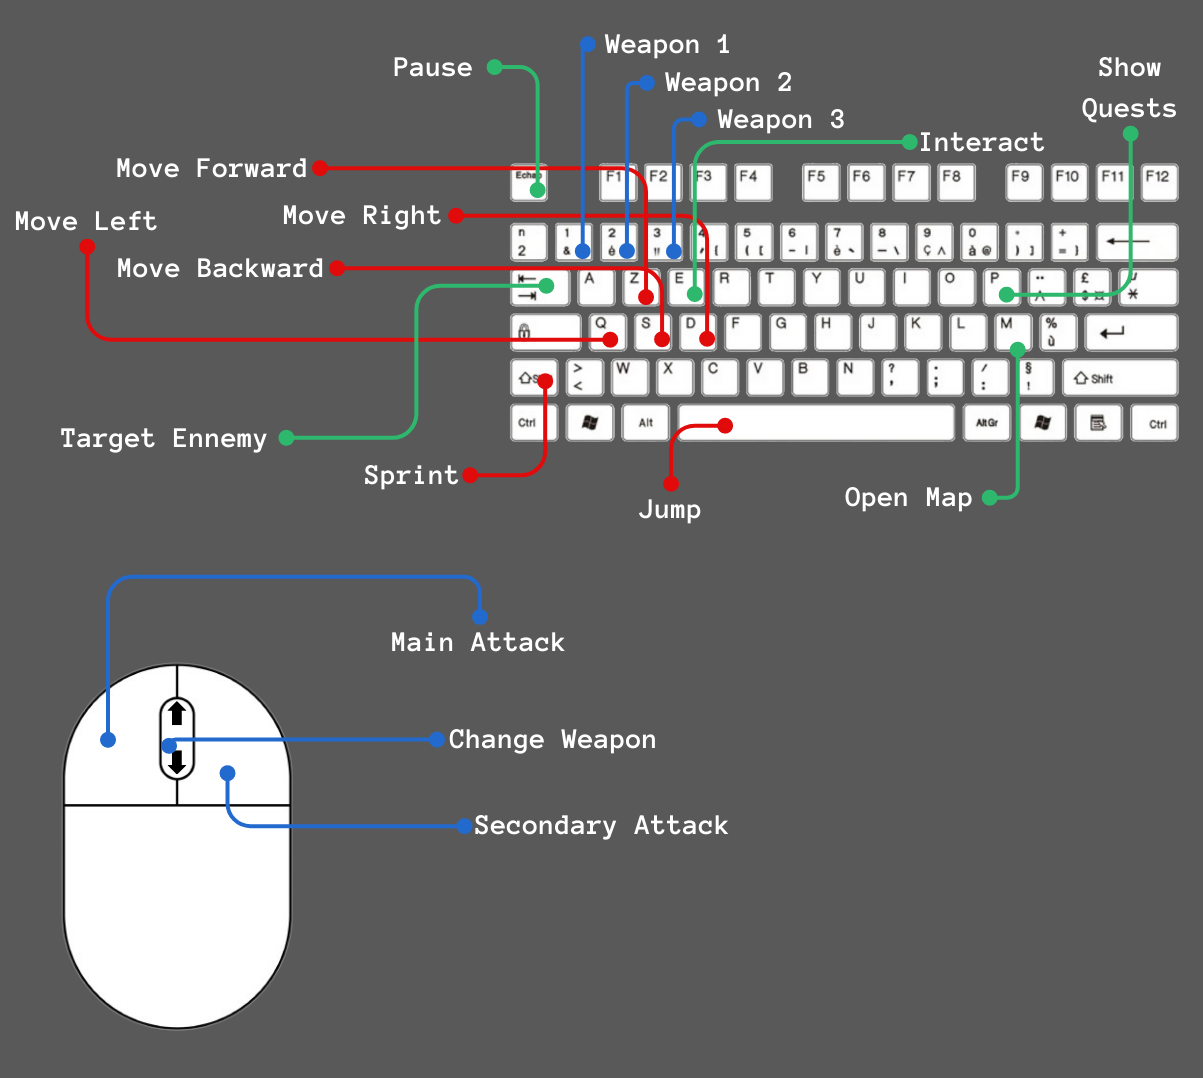 Weapon 1
Pause
Show
Weapon 2
Quests
Weapon 3
Interact
Move Forward
F1 F2 F3 F4 F5 F6 F7 F8 F9 F10 F11 F12
Move Left
Move Right
n 1 2 3 4 5 6 7 8 9 0 ° +
2 & é " ' { ( [ - | è ` _ \ ç ^ à @ ) ] = }
Move Backward
A Z E R T Y U I O P ¨ £
^ $ ¤ *
Q S D F G H J K L M %
ù
> W X C V B N ? . / § Shift
< , ; : !
Target Ennemy
Ctrl Alt Alt Gr Ctrl
Sprint
Jump
Open Map
Main Attack
Change Weapon
Secondary Attack